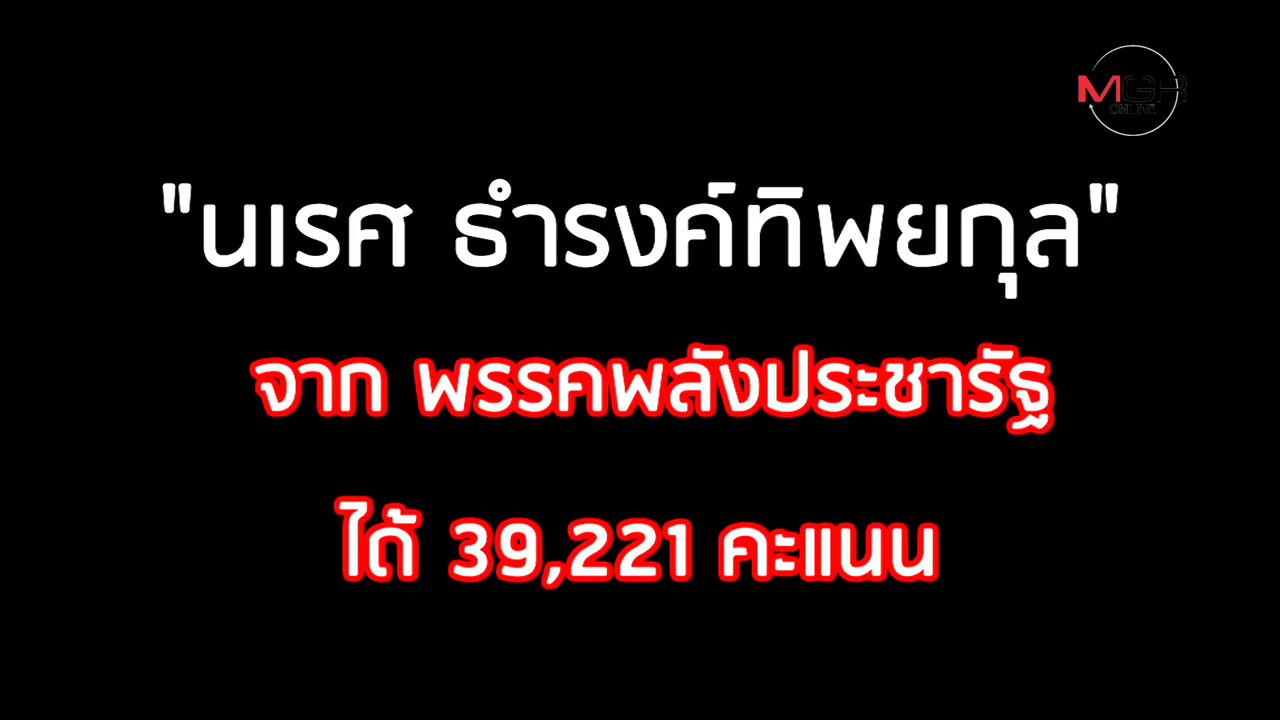 MGR
ONLINE
"นเรศ ธำรงค์ทิพยกุล"
จาก พรรคพลังประชารัฐ
ได้ 39,221 คะแนน